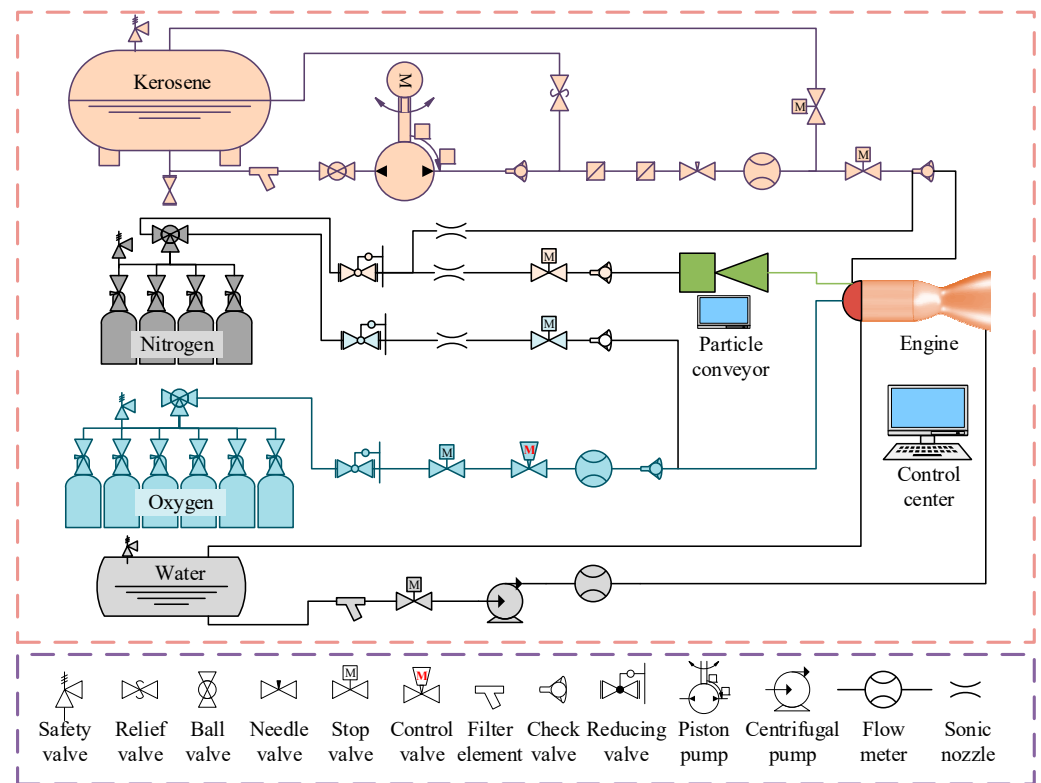 Kerosene
M
M
M
Nitrogen
M
M
Particle
conveyor
Engine
Oxygen
M
M
Control
center
Water
M
M
M
Safety
valve
Relief
valve
Ball
valve
Needle
valve
Stop
valve
Control
valve
Filter
element
Check
valve
Reducing
valve
Piston
pump
Centrifugal
pump
Flow
meter
Sonic
nozzle